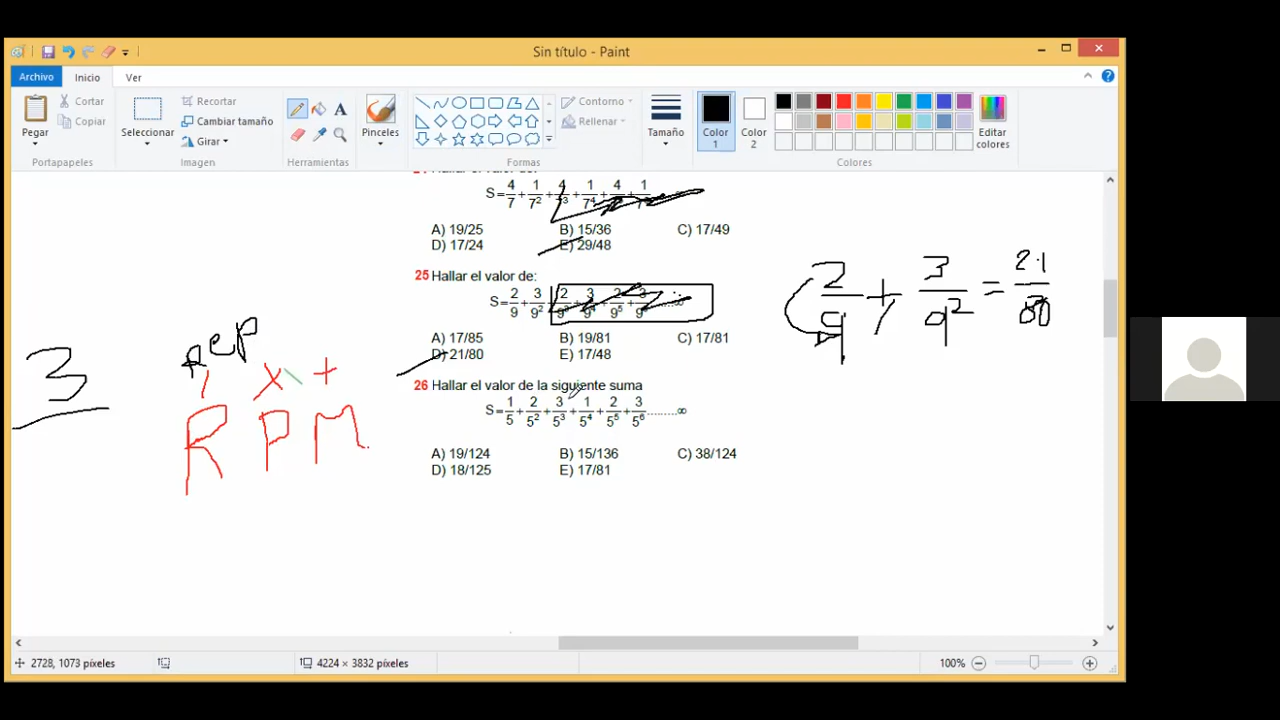 Sin título - Paint
Archivo Inicio Ver
Pegar Cortar Copiar
Seleccionar Recortar Cambiar tamaño Girar
Pinceles
Contorno Rellenar
Tamaño Color 1 Color 2 Editar colores
Portapapeles Imagen Herramientas Formas Colores
S=4/7+1/7²+4/7³+1/7⁴+4/7+1/7
A) 19/25 B) 15/36 C) 17/49
D) 17/24 E) 29/48
25 Hallar el valor de:
S=2/9+3/9²+2/9³+3/9⁴+2/9⁵+3/9⁶.....∞
A) 17/85 B) 19/81 C) 17/81
D) 21/80 E) 17/48
26 Hallar el valor de la siguiente suma
S=1/5+2/5²+3/5³+1/5⁴+2/5⁵+3/5⁶.........∞
A) 19/124 B) 15/136 C) 38/124
D) 18/125 E) 17/81
3
Rep
x +
R P M
2/9 + 3/9² = 21/80
2728, 1073 píxeles 4224 × 3832 píxeles 100%